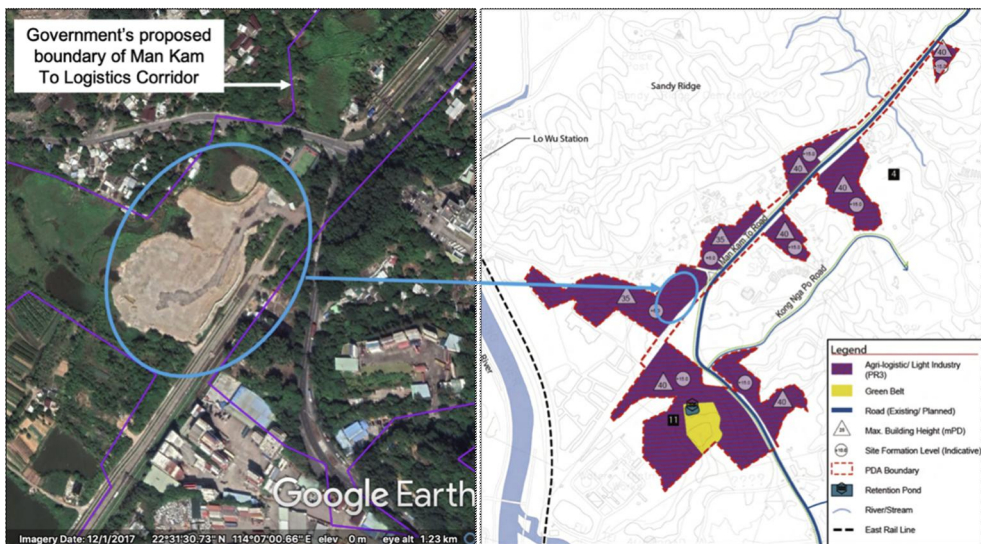 Government's proposed
boundary of Man Kam
To Logistics Corridor
Google Earth
Imagery Date: 12/1/2017 22°31'30.73" N 114°07'00.66" E elev 0 m eye alt 1.23 km
Sandy Ridge
Lo Wu Station
40
40
4
40
35
40
Man Kam To Road
Kong Nga Po Road
35
River
40
40
11
Legend
Agri-logistic/ Light Industry
(PR3)
Green Belt
Road (Existing/ Planned)
Max. Building Height (mPD)
Site Formation Level (Indicative)
PDA Boundary
Retention Pond
River/Stream
East Rail Line